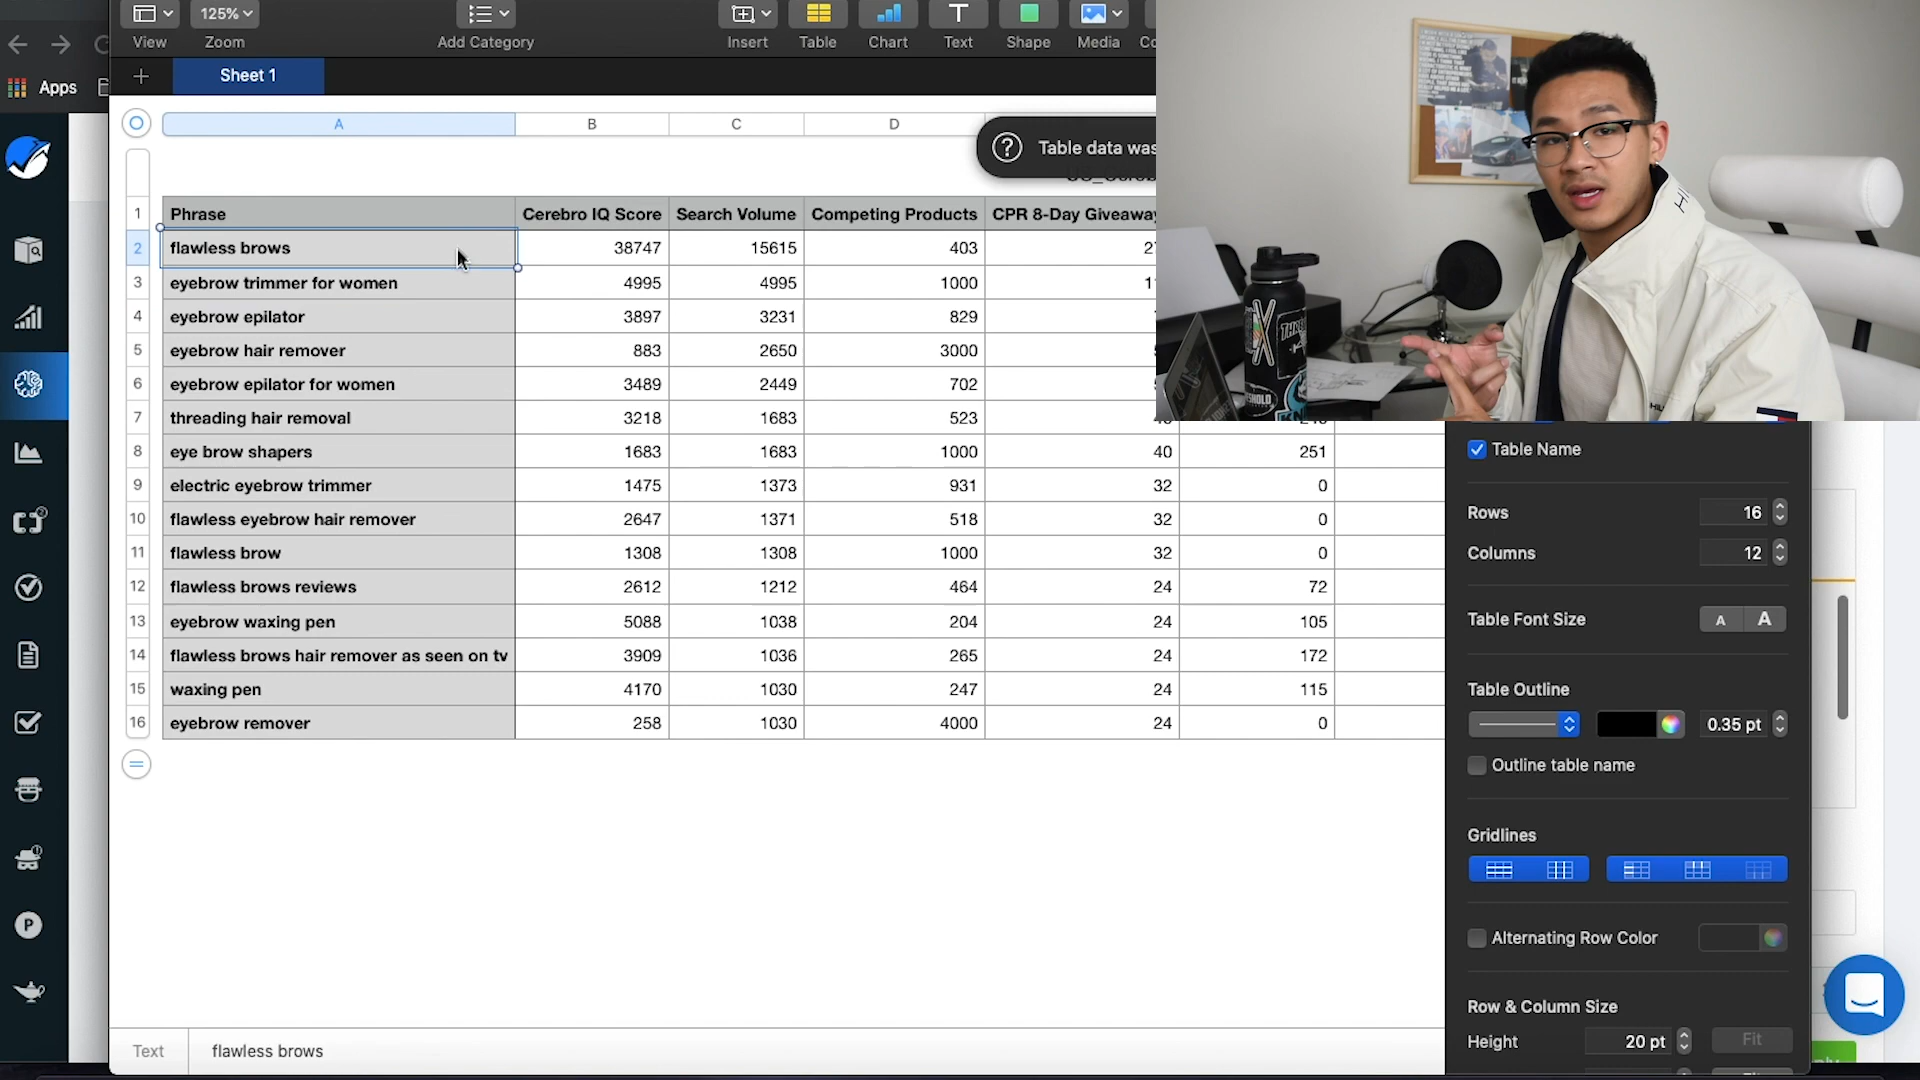 View
125%
Zoom
Add Category
Insert
Table
Chart
Text
Shape
Media
Apps
Sheet 1
A B C D
Table data was
1 Phrase Cerebro IQ Score Search Volume Competing Products CPR 8-Day Giveaway
2 flawless brows 38747 15615 403
3 eyebrow trimmer for women 4995 4995 1000
4 eyebrow epilator 3897 3231 829
5 eyebrow hair remover 883 2650 3000
6 eyebrow epilator for women 3489 2449 702
7 threading hair removal 3218 1683 523
8 eye brow shapers 1683 1683 1000 40 251
9 electric eyebrow trimmer 1475 1373 931 32 0
10 flawless eyebrow hair remover 2647 1371 518 32 0
11 flawless brow 1308 1308 1000 32 0
12 flawless brows reviews 2612 1212 464 24 72
13 eyebrow waxing pen 5088 1038 204 24 105
14 flawless brows hair remover as seen on tv 3909 1036 265 24 172
15 waxing pen 4170 1030 247 24 115
16 eyebrow remover 258 1030 4000 24 0
Text flawless brows
Table Name
Rows 16
Columns 12
Table Font Size A A
Table Outline
0.35 pt
Outline table name
Gridlines
Alternating Row Color
Row & Column Size
Height 20 pt Fit